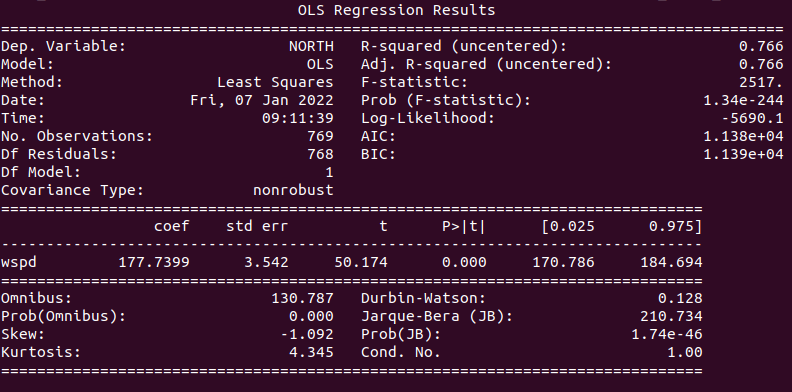 OLS Regression Results
==============================================================================
Dep. Variable: NORTH R-squared (uncentered): 0.766
Model: OLS Adj. R-squared (uncentered): 0.766
Method: Least Squares F-statistic: 2517.
Date: Fri, 07 Jan 2022 Prob (F-statistic): 1.34e-244
Time: 09:11:39 Log-Likelihood: -5690.1
No. Observations: 769 AIC: 1.138e+04
Df Residuals: 768 BIC: 1.139e+04
Df Model: 1
Covariance Type: nonrobust
==============================================================================
coef std err t P>|t| [0.025 0.975]
------------------------------------------------------------------------------
wspd 177.7399 3.542 50.174 0.000 170.786 184.694
==============================================================================
Omnibus: 130.787 Durbin-Watson: 0.128
Prob(Omnibus): 0.000 Jarque-Bera (JB): 210.734
Skew: -1.092 Prob(JB): 1.74e-46
Kurtosis: 4.345 Cond. No. 1.00
==============================================================================